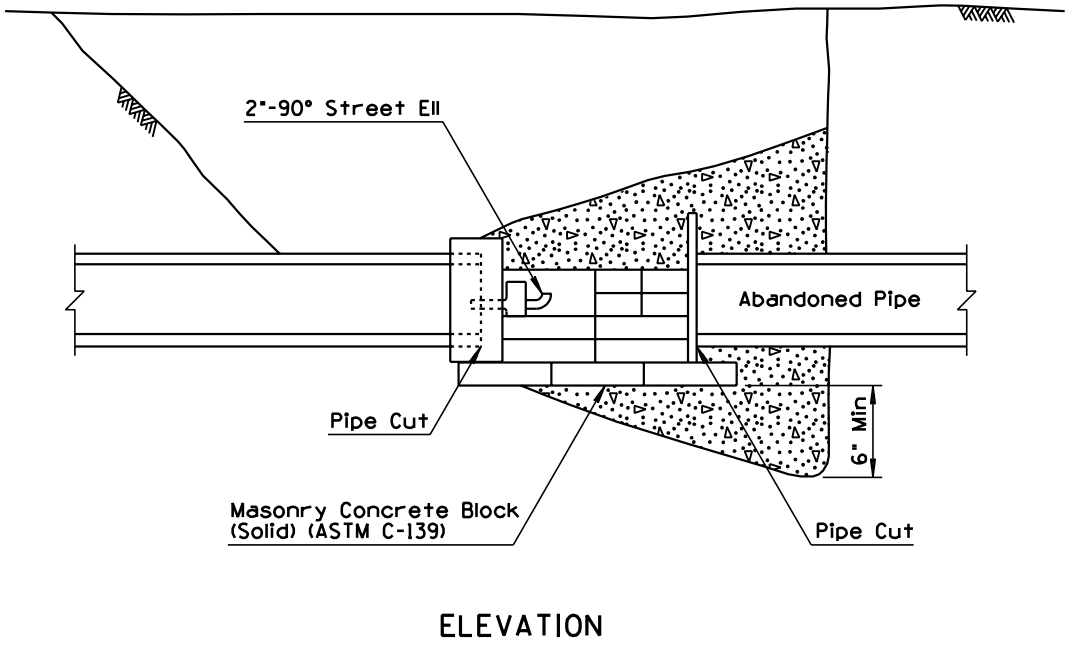 2"-90° Street Ell
Abandoned Pipe
Pipe Cut
6" Min
Masonry Concrete Block
(Solid) (ASTM C-139)
Pipe Cut
ELEVATION